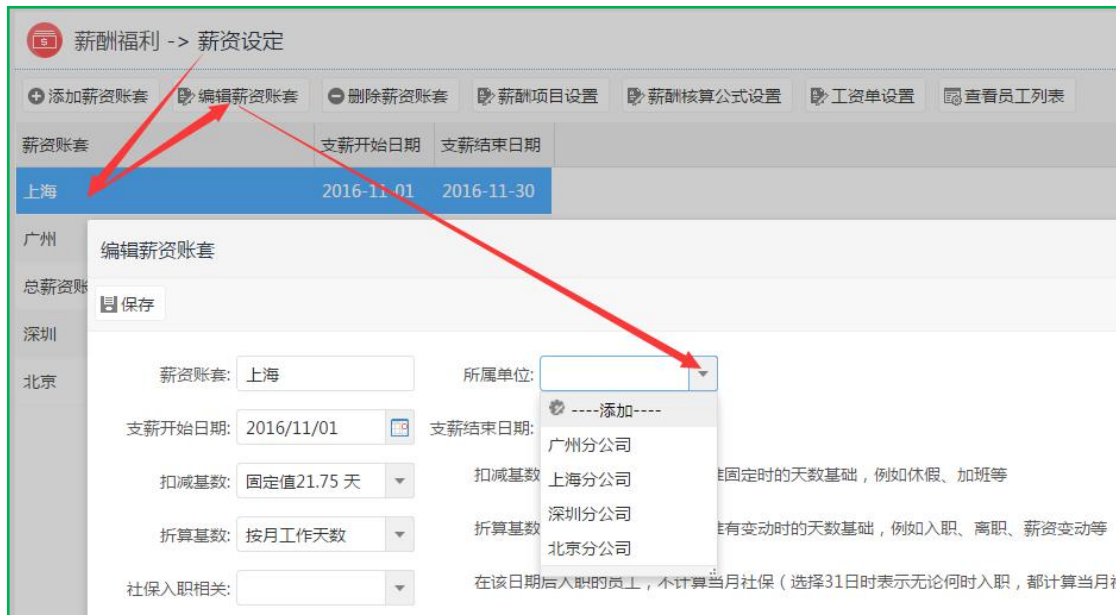 薪酬福利 -> 薪资设定
添加薪资账套 编辑薪资账套 删除薪资账套 薪酬项目设置 薪酬核算公式设置 工资单设置 查看员工列表
薪资账套 支薪开始日期 支薪结束日期
上海 2016-11-01 2016-11-30
广州
总薪资账
深圳
北京
编辑薪资账套
保存
薪资账套: 上海 所属单位:
支薪开始日期: 2016/11/01 支薪结束日期:
扣减基数: 固定值21.75 天 扣减基数 固定时的天数基础，例如休假、加班等
折算基数: 按月工作天数 折算基数 有变动时的天数基础，例如入职、离职、薪资变动等
社保入职相关: 在该日期后入职的员工，不计算当月社保（选择31日时表示无论何时入职，都计算当月
----添加----
广州分公司
上海分公司
深圳分公司
北京分公司